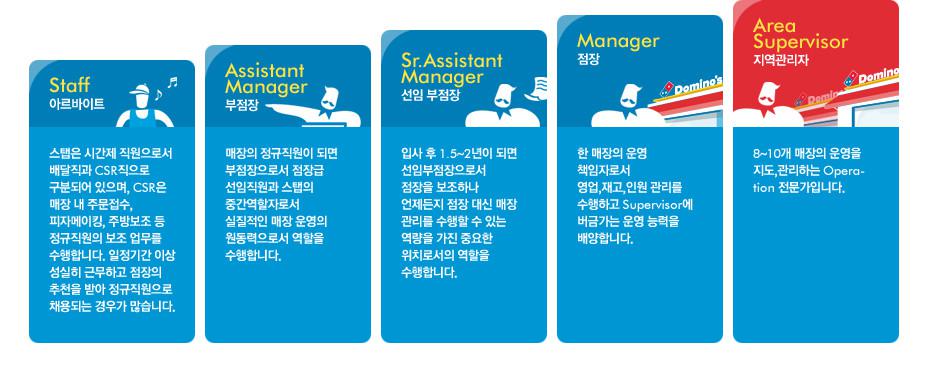 Staff
아르바이트
스탭은 시간제 직원으로서
배달직과 CSR직으로
구분되어 있으며, CSR은
매장 내 주문접수,
피자메이킹, 주방보조 등
정규직원의 보조 업무를
수행합니다. 일정기간 이상
성실히 근무하고 점장의
추천을 받아 정규직원으로
채용되는 경우가 많습니다.
Assistant
Manager
부점장
매장의 정규직원이 되면
부점장으로서 점장급
선임직원과 스탭의
중간역할자로서
실질적인 매장 운영의
원동력으로서 역할을
수행합니다.
Sr.Assistant
Manager
선임 부점장
입사 후 1.5~2년이 되면
선임부점장으로서
점장을 보조하나
언제든지 점장 대신 매장
관리를 수행할 수 있는
역량을 가진 중요한
위치로서의 역할을
수행합니다.
Manager
점장
Domino's
한 매장의 운영
책임자로서
영업,재고,인원 관리를
수행하고 Supervisor에
버금가는 운영 능력을
배양합니다.
Area
Supervisor
지역관리자
Domino
Domino
8~10개 매장의 운영을
지도,관리하는 Opera-
tion 전문가입니다.